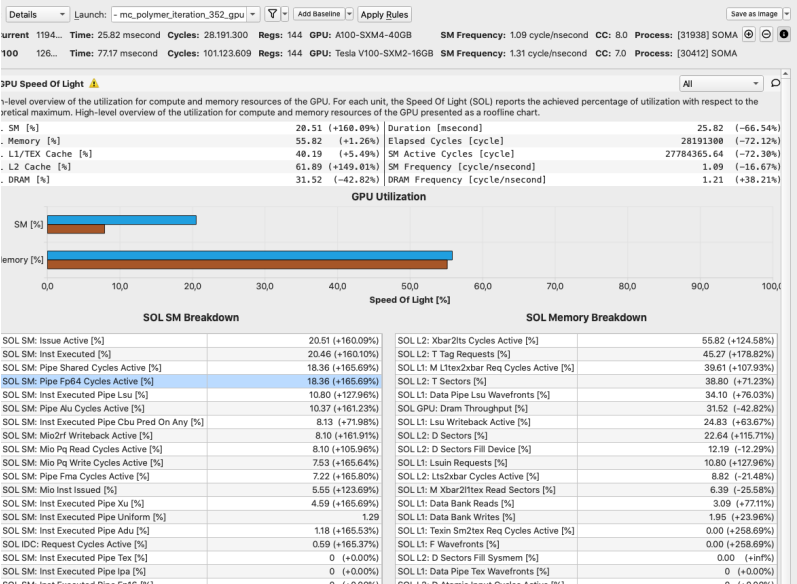 Details Launch: - mc_polymer_iteration_352_gpu Add Baseline Apply Rules Save as Image
urrent 1194... Time: 25.82 msecond Cycles: 28.191.300 Regs: 144 GPU: A100-SXM4-40GB SM Frequency: 1.09 cycle/nsecond CC: 8.0 Process: [31938] SOMA
'100 126... Time: 77.17 msecond Cycles: 101.123.609 Regs: 144 GPU: Tesla V100-SXM2-16GB SM Frequency: 1.31 cycle/nsecond CC: 7.0 Process: [30412] SOMA
GPU Speed Of Light All
h-level overview of the utilization for compute and memory resources of the GPU. For each unit, the Speed Of Light (SOL) reports the achieved percentage of utilization with respect to the
oretical maximum. High-level overview of the utilization for compute and memory resources of the GPU presented as a roofline chart.
. SM [%] 20.51 (+160.09%) Duration [msecond] 25.82 (-66.54%)
. Memory [%] 55.82 (+1.26%) Elapsed Cycles [cycle] 28191300 (-72.12%)
. L1/TEX Cache [%] 40.19 (+5.49%) SM Active Cycles [cycle] 27784365.64 (-72.30%)
. L2 Cache [%] 61.89 (+149.01%) SM Frequency [cycle/nsecond] 1.09 (-16.67%)
. DRAM [%] 31.52 (-42.82%) DRAM Frequency [cycle/nsecond] 1.21 (+38.21%)
GPU Utilization
SM [%]
emory [%]
0,0 10,0 20,0 30,0 40,0 50,0 60,0 70,0 80,0 90,0 100,
Speed Of Light [%]
SOL SM Breakdown SOL Memory Breakdown
SOL SM: Issue Active [%] 20.51 (+160.09%) SOL L2: Xbar2lts Cycles Active [%] 55.82 (+124.58%)
SOL SM: Inst Executed [%] 20.46 (+160.10%) SOL L2: T Tag Requests [%] 45.27 (+178.82%)
SOL SM: Pipe Shared Cycles Active [%] 18.36 (+165.69%) SOL L1: M L1tex2xbar Req Cycles Active [%] 39.61 (+107.93%)
SOL SM: Pipe Fp64 Cycles Active [%] 18.36 (+165.69%) SOL L2: T Sectors [%] 38.80 (+71.23%)
SOL SM: Inst Executed Pipe Lsu [%] 10.80 (+127.96%) SOL L1: Data Pipe Lsu Wavefronts [%] 34.10 (+76.03%)
SOL SM: Pipe Alu Cycles Active [%] 10.37 (+161.23%) SOL GPU: Dram Throughput [%] 31.52 (-42.82%)
SOL SM: Inst Executed Pipe Cbu Pred On Any [%] 8.13 (+71.98%) SOL L1: Lsu Writeback Active [%] 24.83 (+63.67%)
SOL SM: Mio2rf Writeback Active [%] 8.10 (+161.91%) SOL L2: D Sectors [%] 22.64 (+115.71%)
SOL SM: Mio Pq Read Cycles Active [%] 8.10 (+105.96%) SOL L2: D Sectors Fill Device [%] 12.19 (-12.29%)
SOL SM: Mio Pq Write Cycles Active [%] 7.53 (+165.64%) SOL L1: Lsuin Requests [%] 10.80 (+127.96%)
SOL SM: Pipe Fma Cycles Active [%] 7.22 (+165.80%) SOL L2: Lts2xbar Cycles Active [%] 8.82 (-21.48%)
SOL SM: Mio Inst Issued [%] 5.55 (+123.69%) SOL L1: M Xbar2l1tex Read Sectors [%] 6.39 (-25.58%)
SOL SM: Inst Executed Pipe Xu [%] 4.59 (+165.69%) SOL L1: Data Bank Reads [%] 3.09 (+77.11%)
SOL SM: Inst Executed Pipe Uniform [%] 1.29 SOL L1: Data Bank Writes [%] 1.95 (+23.96%)
SOL SM: Inst Executed Pipe Adu [%] 1.18 (+165.53%) SOL L1: Texin Sm2tex Req Cycles Active [%] 0.00 (+258.69%)
SOL IDC: Request Cycles Active [%] 0.59 (+165.37%) SOL L1: F Wavefronts [%] 0.00 (+258.69%)
SOL SM: Inst Executed Pipe Tex [%] 0 (+0.00%) SOL L2: D Sectors Fill Sysmem [%] 0.00 (+inf%)
SOL SM: Inst Executed Pipe Ipa [%] 0 (+0.00%) SOL L1: Data Pipe Tex Wavefronts [%] 0 (+0.00%)
SOL SM: Inst Executed Pipe Fp16 [%] 0 (+0.00%) SOL L2: D Atomic Input Cycles Active [%] 0 (+0.00%)